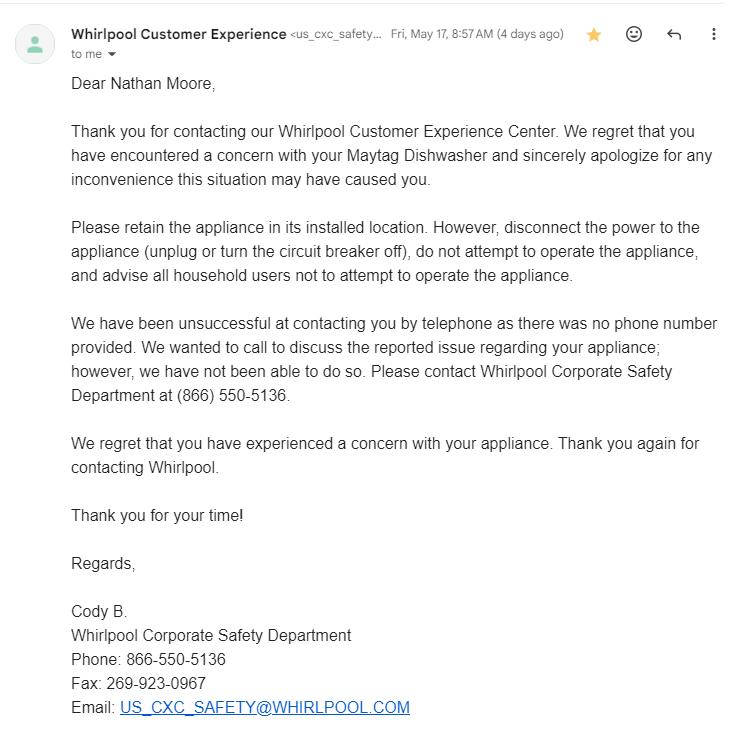 Whirlpool Customer Experience <us_cxc_safety... Fri, May 17, 8:57 AM (4 days ago)
to me
Dear Nathan Moore,
Thank you for contacting our Whirlpool Customer Experience Center. We regret that you
have encountered a concern with your Maytag Dishwasher and sincerely apologize for any
inconvenience this situation may have caused you.
Please retain the appliance in its installed location. However, disconnect the power to the
appliance (unplug or turn the circuit breaker off), do not attempt to operate the appliance,
and advise all household users not to attempt to operate the appliance.
We have been unsuccessful at contacting you by telephone as there was no phone number
provided. We wanted to call to discuss the reported issue regarding your appliance;
however, we have not been able to do so. Please contact Whirlpool Corporate Safety
Department at (866) 550-5136.
We regret that you have experienced a concern with your appliance. Thank you again for
contacting Whirlpool.
Thank you for your time!
Regards,
Cody B.
Whirlpool Corporate Safety Department
Phone: 866-550-5136
Fax: 269-923-0967
Email: US_CXC_SAFETY@WHIRLPOOL.COM